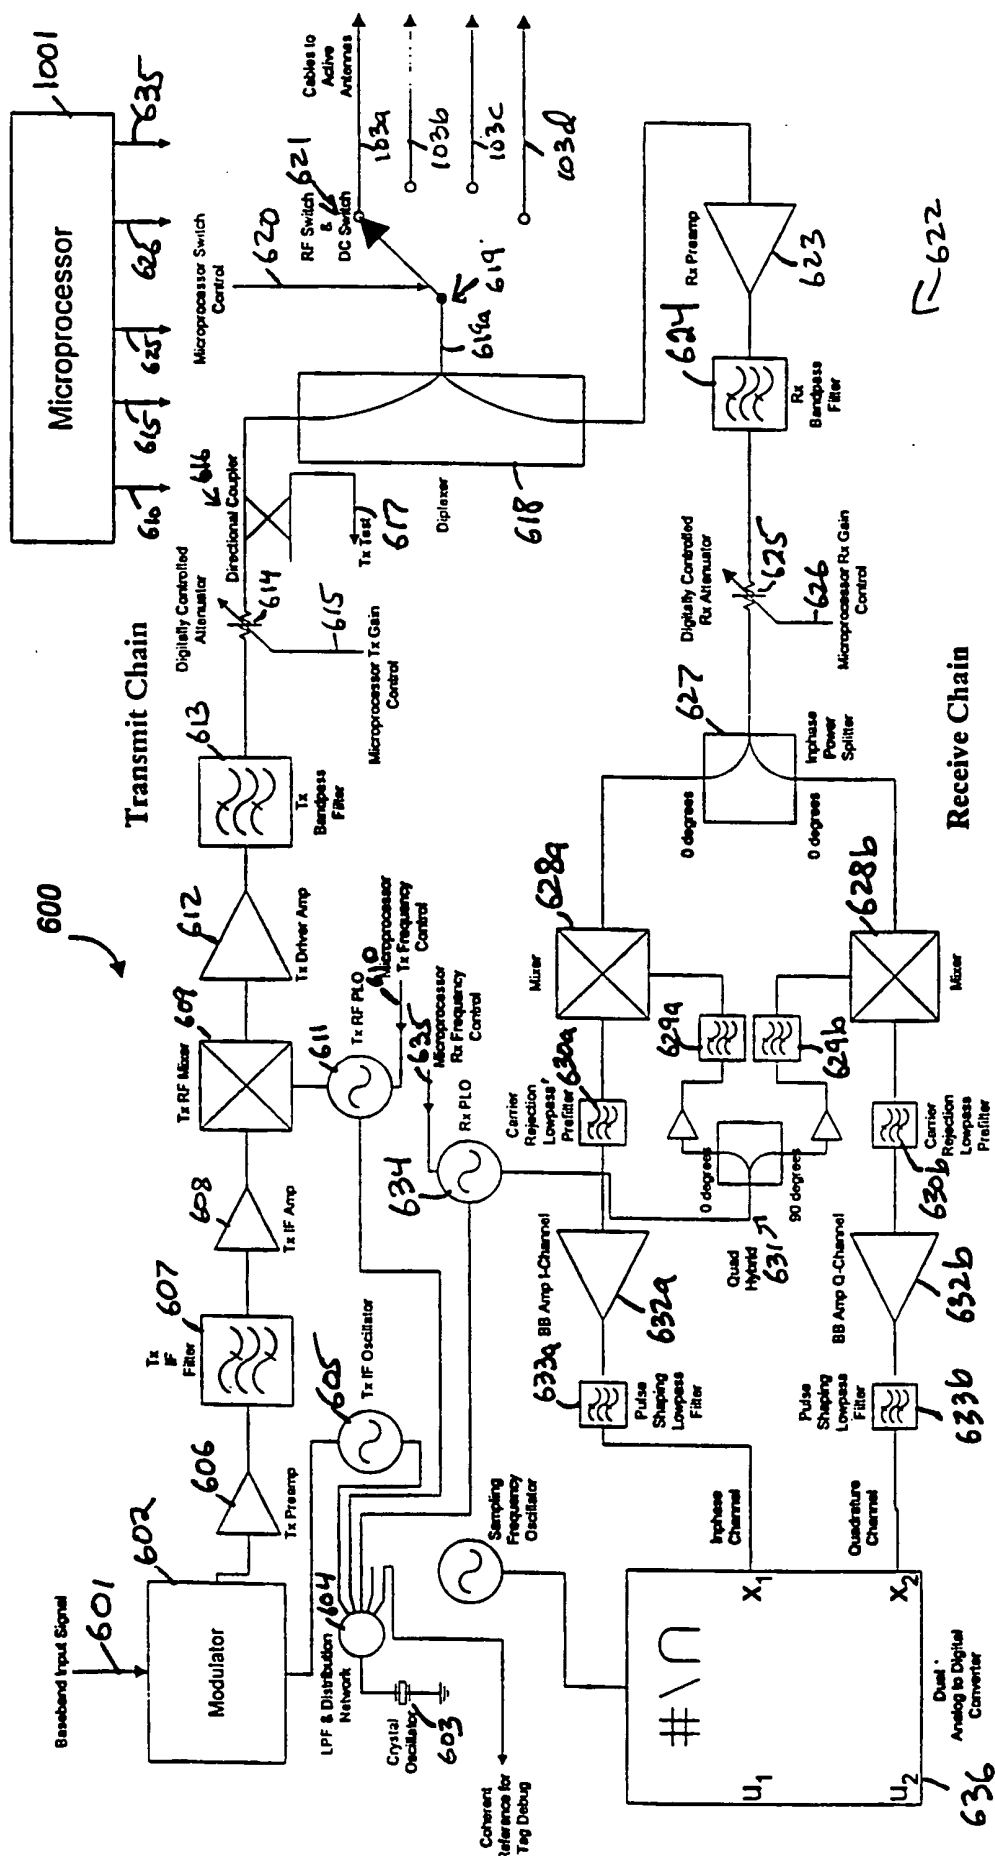 600
Transmit Chain
Microprocessor
1001
610
615
625
626
635
Baseband Input Signal
601
602
Modulator
606
Tx Preamp
607
Tx
IF
Filter
608
Tx IF Amp
609
Tx RF Mixer
612
Tx Driver Amp
613
Tx
Bandpass
Filter
Digitally Controlled
Attenuator
614
615
Microprocessor Tx Gain
Control
Directional Coupler
616
Tx Test
617
Diplexer
618
619a
619
Microprocessor Switch
Control
620
RF Switch
&
DC Switch
621
Cables to
Active
Antennas
103a
103b
103c
103d
LPF & Distribution
Network
604
Crystal
Oscillator
603
Coherent
Reference for
Tag Debug
Tx IF Oscillator
605
611
Tx RF PLO
610
Microprocessor
Tx Frequency
Control
635
Microprocessor
Rx Frequency
Control
Rx PLO
634
Sampling
Frequency
Oscillator
622
Rx Preamp
623
624
Rx
Bandpass
Filter
Digitally Controlled
Rx Attenuator
625
626
Microprocessor Rx Gain
Control
627
Inphase
Power
Splitter
0 degrees
0 degrees
Receive Chain
Mixer
628a
628b
Mixer
629a
629b
Carrier
Rejection
Lowpass
Prefilter
630a
Carrier
Rejection
Lowpass
Prefilter
630b
0 degrees
90 degrees
Quad
Hybrid
631
BB Amp I-Channel
632a
BB Amp Q-Channel
632b
633a
Pulse
Shaping
Lowpass
Filter
Pulse
Shaping
Lowpass
Filter
633b
Inphase
Channel
Quadrature
Channel
# \ ∩
u1
u2
x1
x2
Dual
Analog to Digital
Converter
636